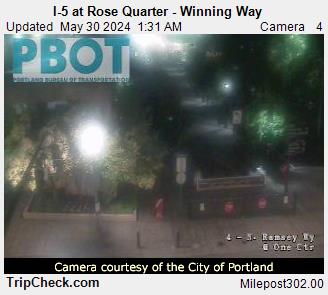 I-5 at Rose Quarter - Winning Way
Updated May 30 2024 1:31 AM Camera 4
PBOT
PORTLAND BUREAU OF TRANSPORTATION
4 - N. Ramsey Wy
@ One Ctr
Camera courtesy of the City of Portland
TripCheck.com Milepost302.00